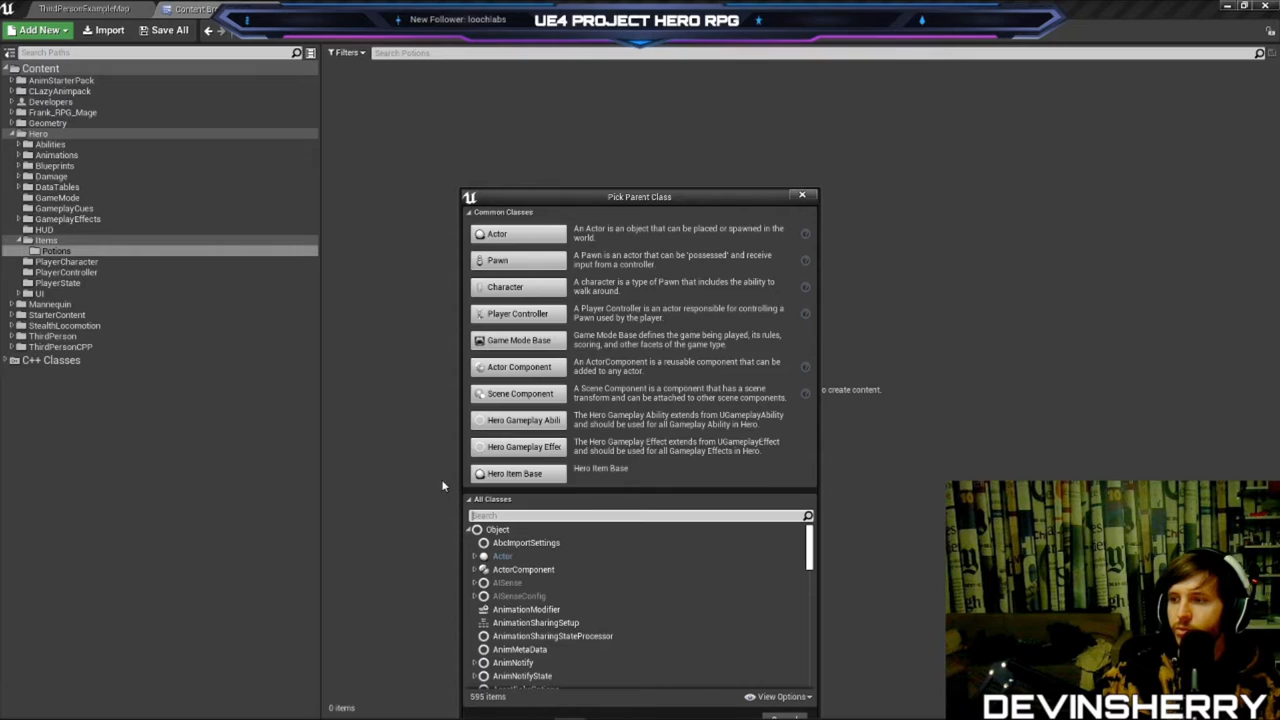 ThirdPersonExampleMap
Content
New Follower: loochlabs
UE4 PROJECT HERO RPG
Add New
Import
Save All
Search Paths
Filters
Search Potions
Content
AnimStarterPack
CLazyAnimpack
Developers
Frank_RPG_Mage
Geometry
Hero
Abilities
Animations
Blueprints
Damage
DataTables
GameMode
GameplayCues
GameplayEffects
HUD
Items
Potions
PlayerCharacter
PlayerController
PlayerState
UI
Mannequin
StarterContent
StealthLocomotion
ThirdPerson
ThirdPersonCPP
C++ Classes
Pick Parent Class
Common Classes
Actor
An Actor is an object that can be placed or spawned in the
world.
Pawn
A Pawn is an actor that can be 'possessed' and receive
input from a controller.
Character
A character is a type of Pawn that includes the ability to
walk around.
Player Controller
A Player Controller is an actor responsible for controlling a
Pawn used by the player.
Game Mode Base
Game Mode Base defines the game being played, its rules,
scoring, and other facets of the game type.
Actor Component
An ActorComponent is a reusable component that can be
added to any actor.
Scene Component
A Scene Component is a component that has a scene
transform and can be attached to other scene components.
Hero Gameplay Abili
The Hero Gameplay Ability extends from UGameplayAbility
and should be used for all Gameplay Ability in Hero.
Hero Gameplay Effec
The Hero Gameplay Effect extends from UGameplayEffect
and should be used for all Gameplay Effects in Hero.
Hero Item Base
Hero Item Base
o create content.
All Classes
Search
Object
AbcImportSettings
Actor
ActorComponent
AISense
AISenseConfig
AnimationModifier
AnimationSharingSetup
AnimationSharingStateProcessor
AnimMetaData
AnimNotify
AnimNotifyState
595 items
View Options
0 items
DEVINSHERRY